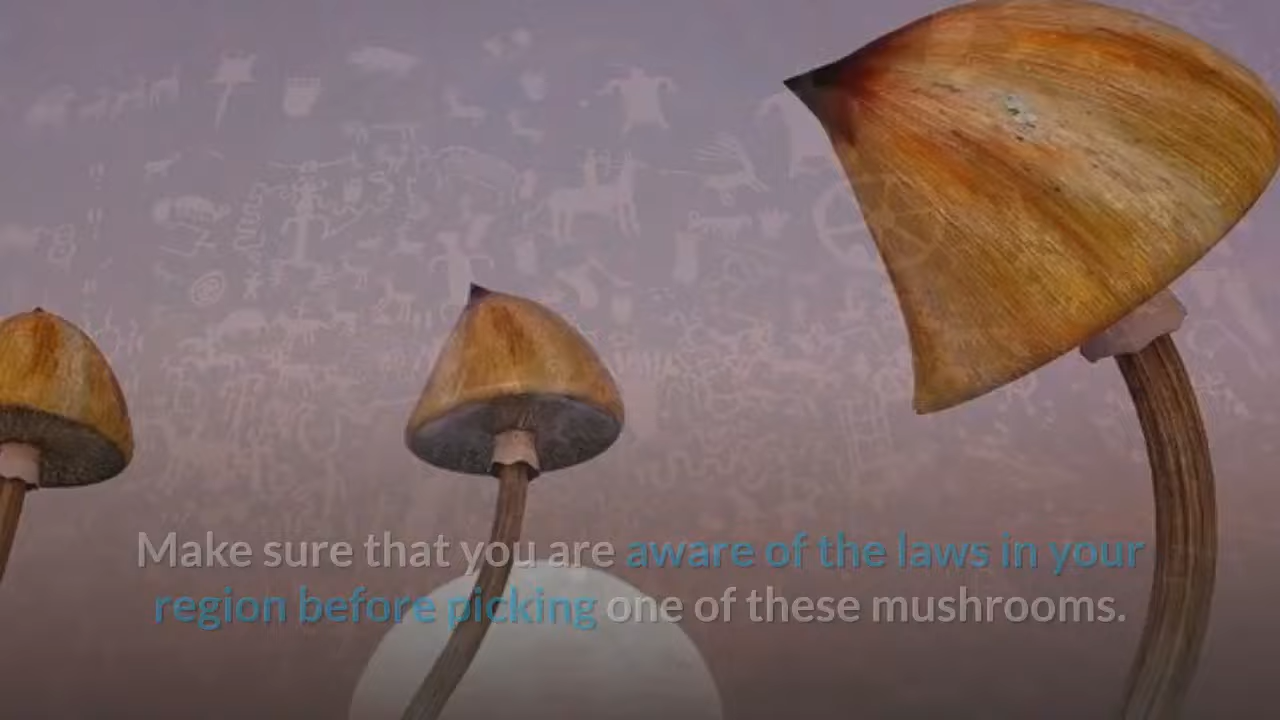 Make sure that you are aware of the laws in your
region before picking one of these mushrooms.